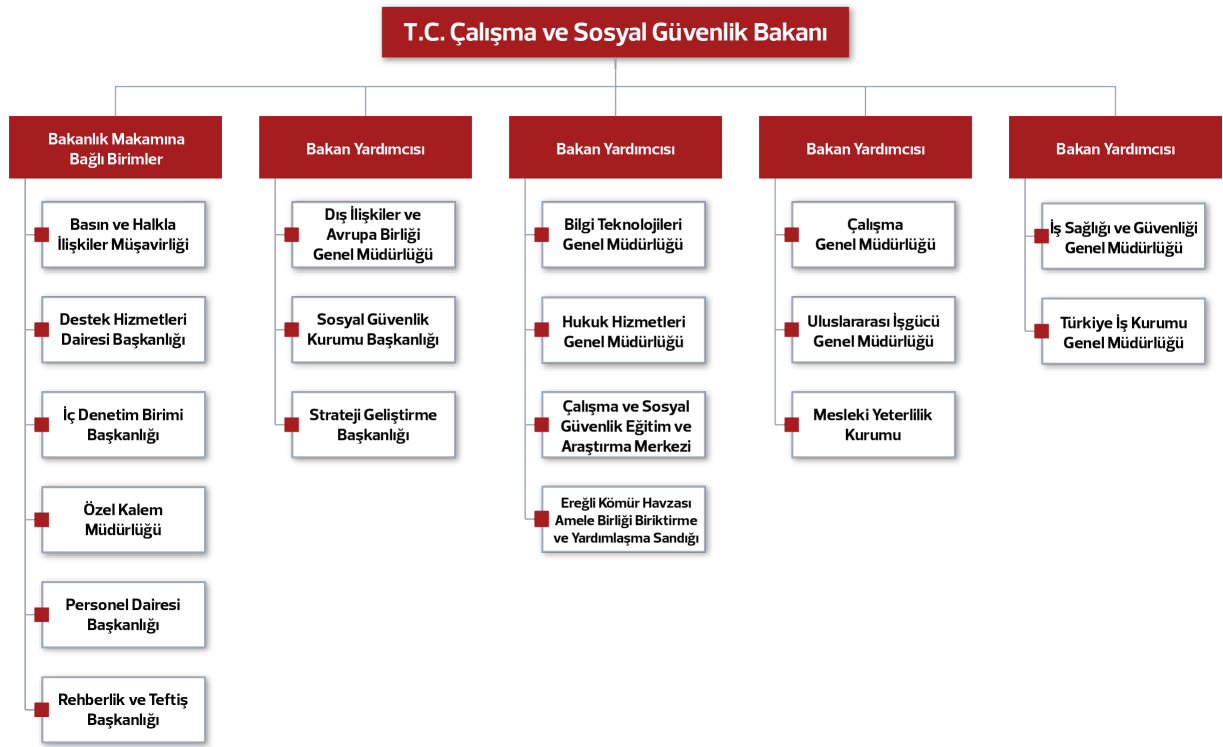 T.C. Çalışma ve Sosyal Güvenlik Bakanı
Bakanlık Makamına
Bağlı Birimler
Basın ve Halkla
İlişkiler Müşavirliği
Destek Hizmetleri
Dairesi Başkanlığı
İç Denetim Birimi
Başkanlığı
Özel Kalem
Müdürlüğü
Personel Dairesi
Başkanlığı
Rehberlik ve Teftiş
Başkanlığı
Bakan Yardımcısı
Dış İlişkiler ve
Avrupa Birliği
Genel Müdürlüğü
Sosyal Güvenlik
Kurumu Başkanlığı
Strateji Geliştirme
Başkanlığı
Bakan Yardımcısı
Bilgi Teknolojileri
Genel Müdürlüğü
Hukuk Hizmetleri
Genel Müdürlüğü
Çalışma ve Sosyal
Güvenlik Eğitim ve
Araştırma Merkezi
Ereğli Kömür Havzası
Amele Birliği Biriktirme
ve Yardımlaşma Sandığı
Bakan Yardımcısı
Çalışma
Genel Müdürlüğü
Uluslararası İşgücü
Genel Müdürlüğü
Mesleki Yeterlilik
Kurumu
Bakan Yardımcısı
İş Sağlığı ve Güvenliği
Genel Müdürlüğü
Türkiye İş Kurumu
Genel Müdürlüğü